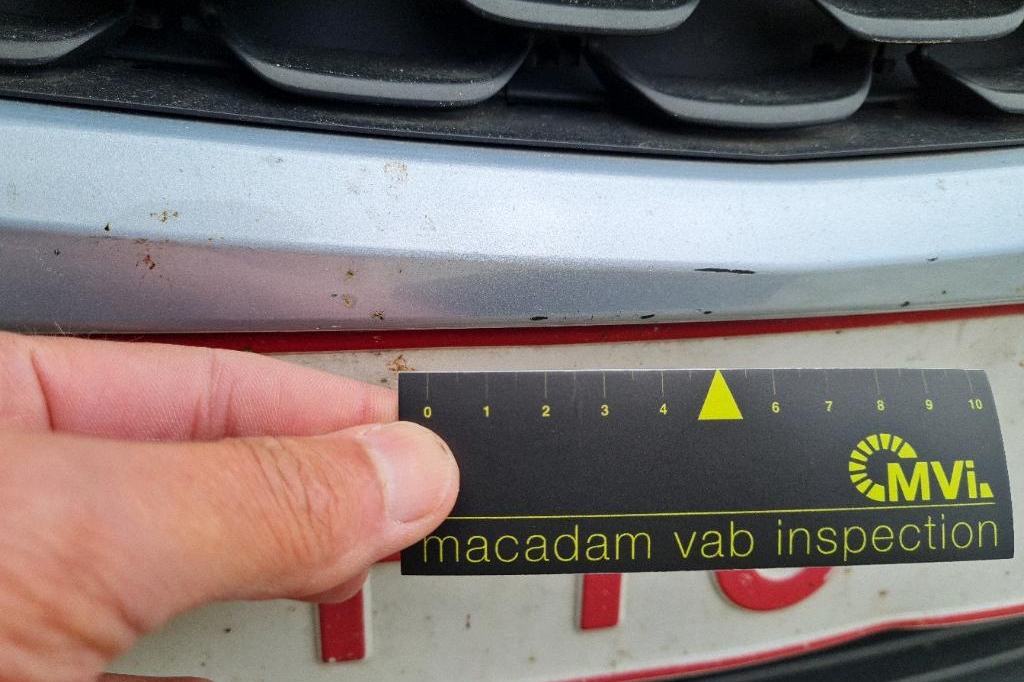 0 1 2 3 4 6 7 8 9 10
MVi.
macadam vab inspection